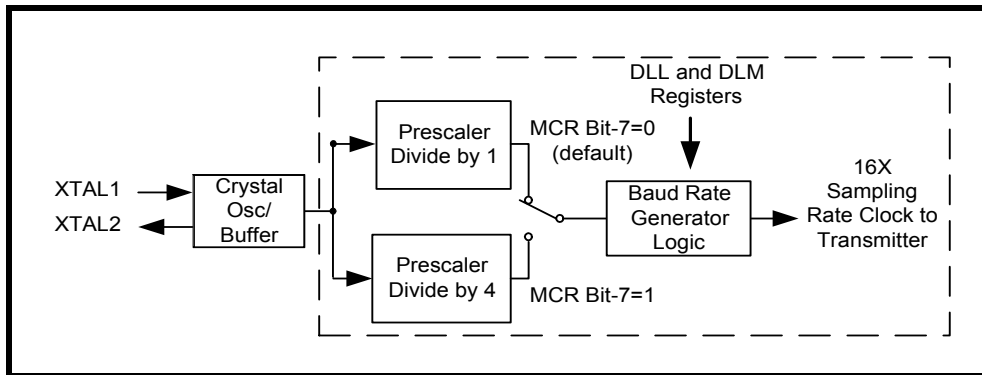 DLL and DLM
Registers
Prescaler
Divide by 1
MCR Bit-7=0
(default)
XTAL1
XTAL2
Crystal
Osc/
Buffer
Baud Rate
Generator
Logic
16X
Sampling
Rate Clock to
Transmitter
Prescaler
Divide by 4
MCR Bit-7=1